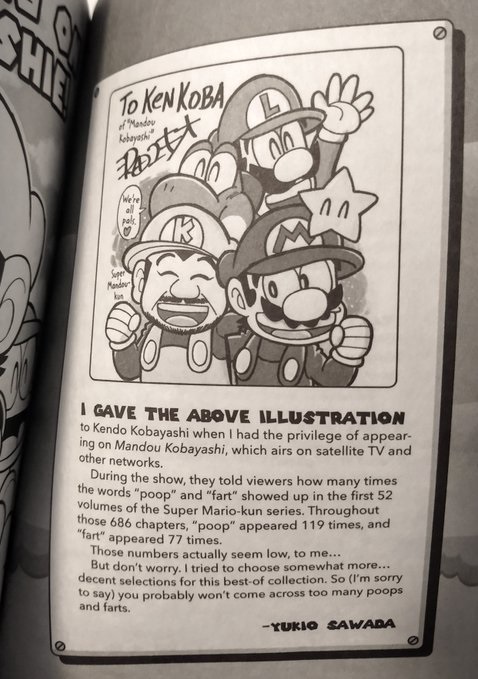 SHIE
TO KEN KOBA
of "Mandou
Kobayashi"
L
We're
all
pals.
K
M
Super
Mandou-
kun
I GAVE THE ABOVE ILLUSTRATION
to Kendo Kobayashi when I had the privilege of appear-
ing on Mandou Kobayashi, which airs on satellite TV and
other networks.
During the show, they told viewers how many times
the words "poop" and "fart" showed up in the first 52
volumes of the Super Mario-kun series. Throughout
those 686 chapters, "poop" appeared 119 times, and
"fart" appeared 77 times.
Those numbers actually seem low, to me...
But don't worry. I tried to choose somewhat more...
decent selections for this best-of collection. So (I'm sorry
to say) you probably won't come across too many poops
and farts.
-YUKIO SAWADA